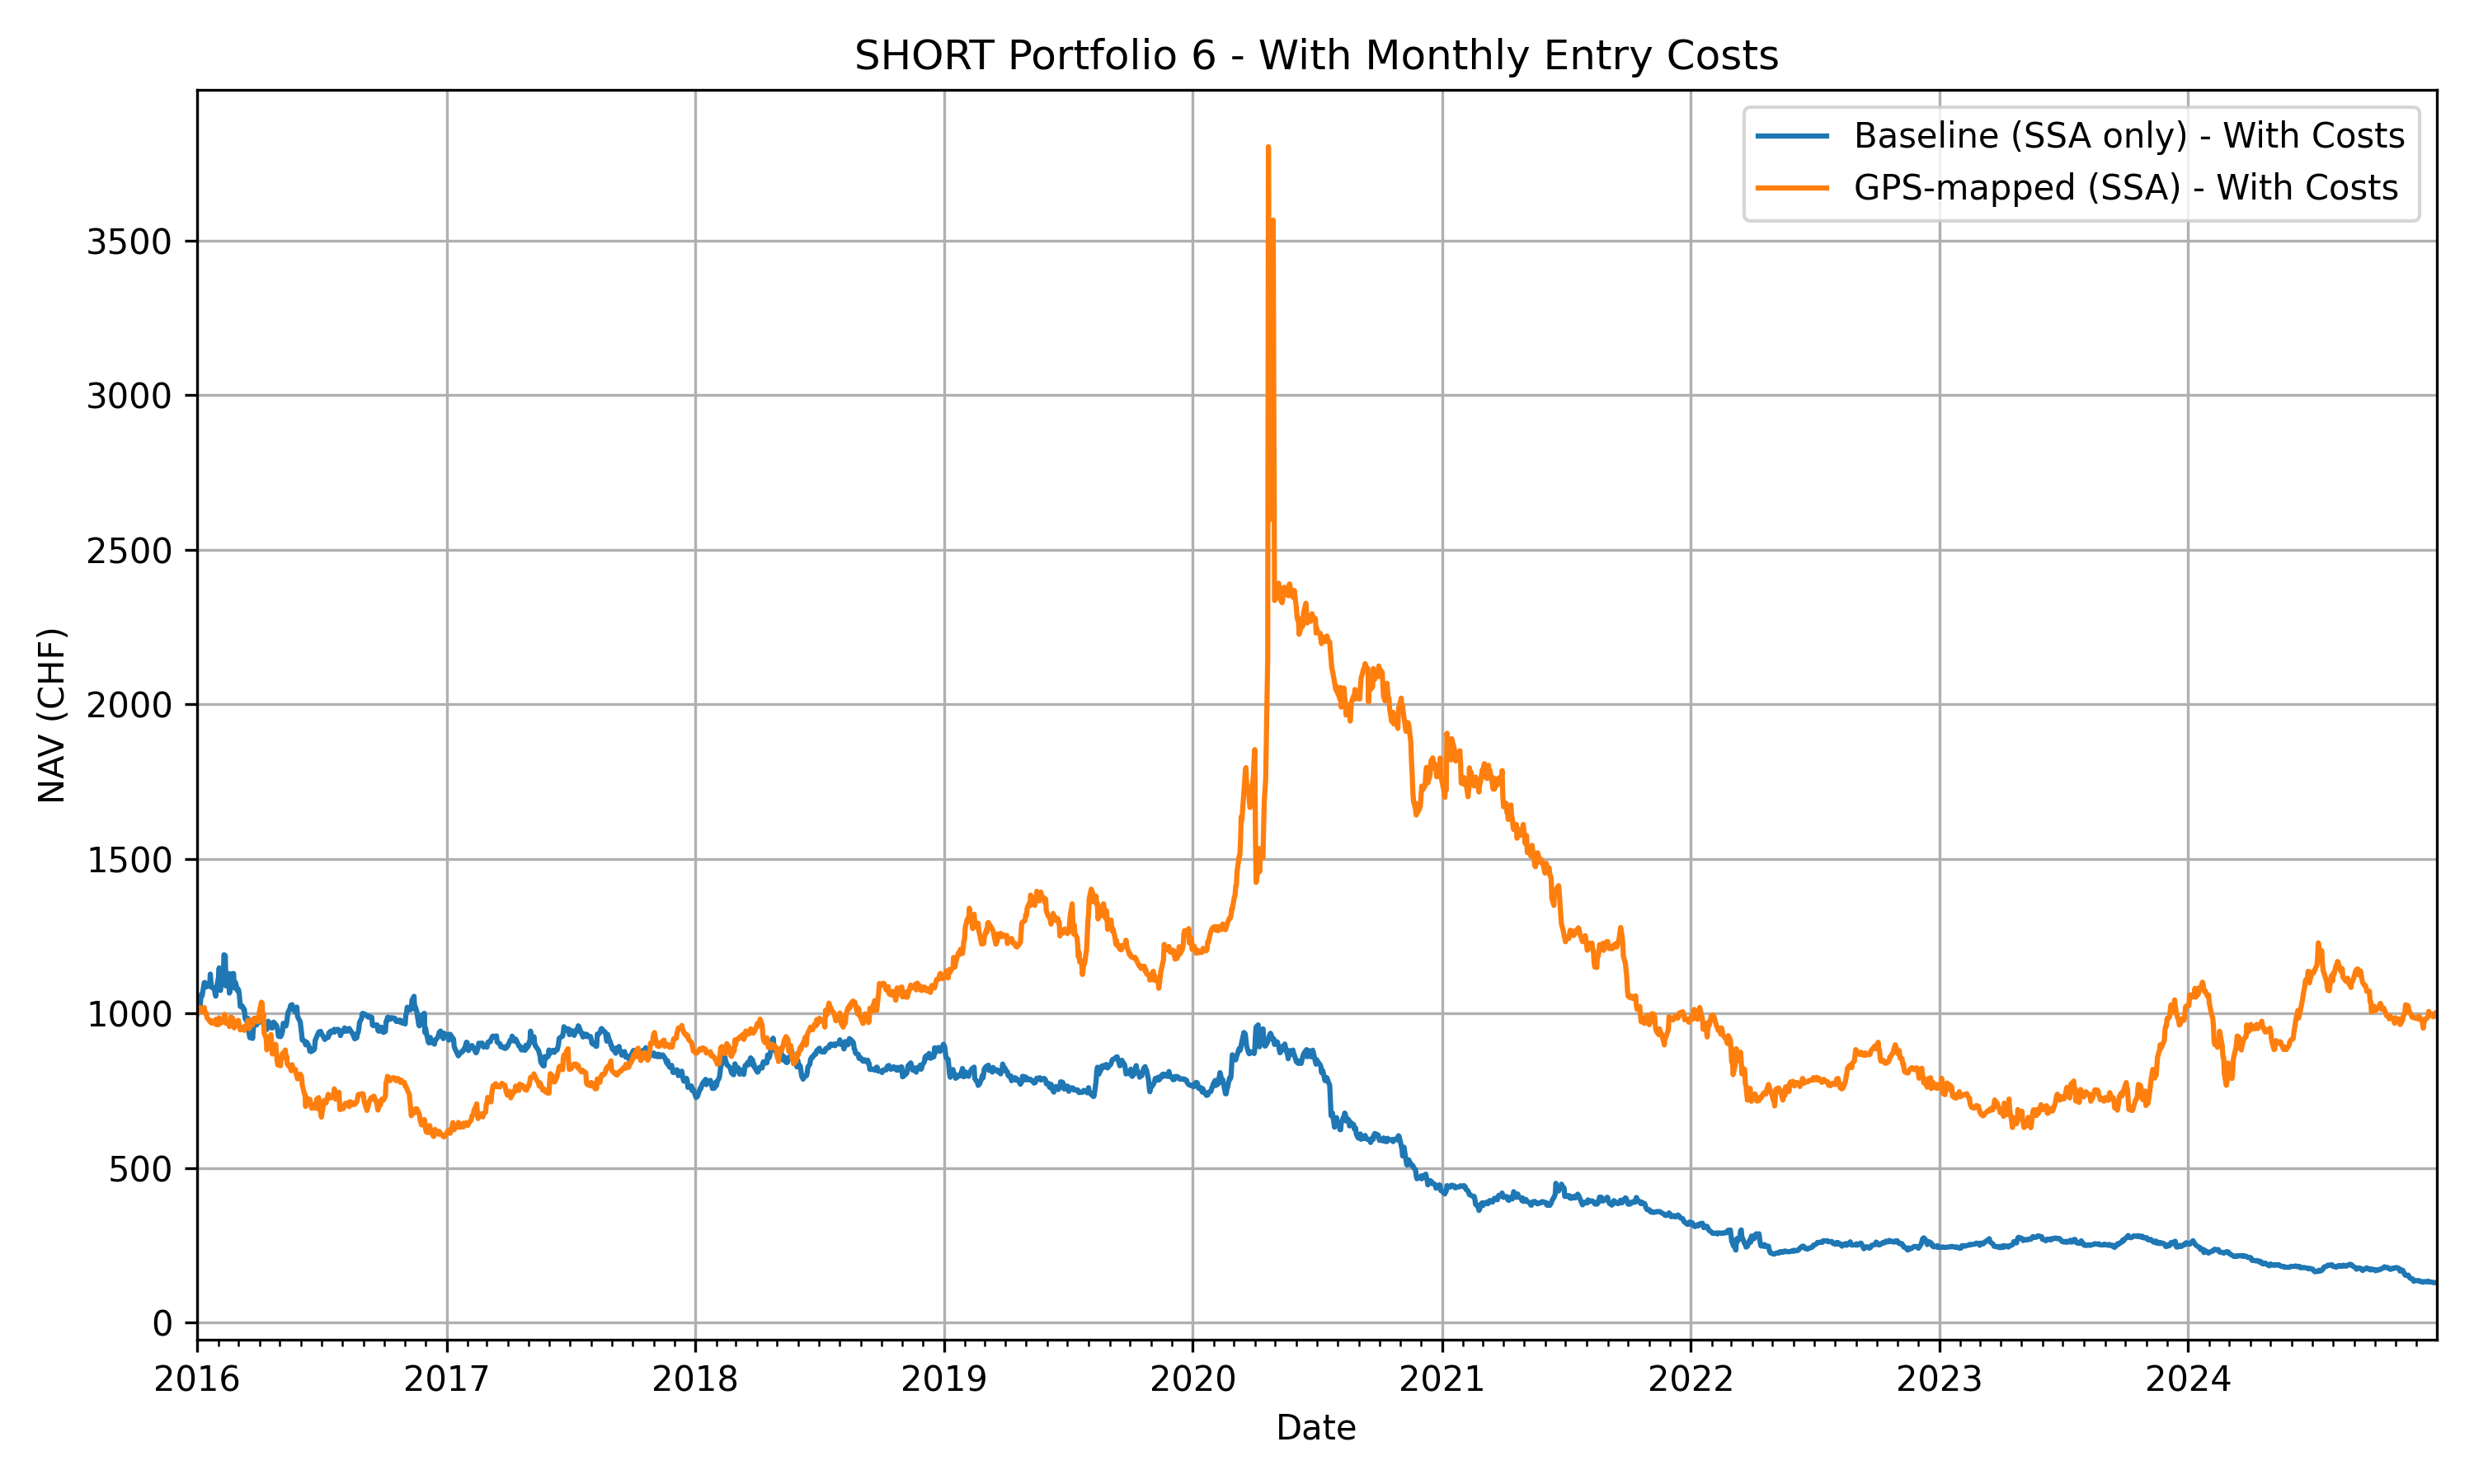 SHORT Portfolio 6 - With Monthly Entry Costs
Baseline (SSA only) - With Costs
GPS-mapped (SSA) - With Costs
3500
3000
2500
2000
1500
1000
500
0
NAV (CHF)
2016 2017 2018 2019 2020 2021 2022 2023 2024
Date